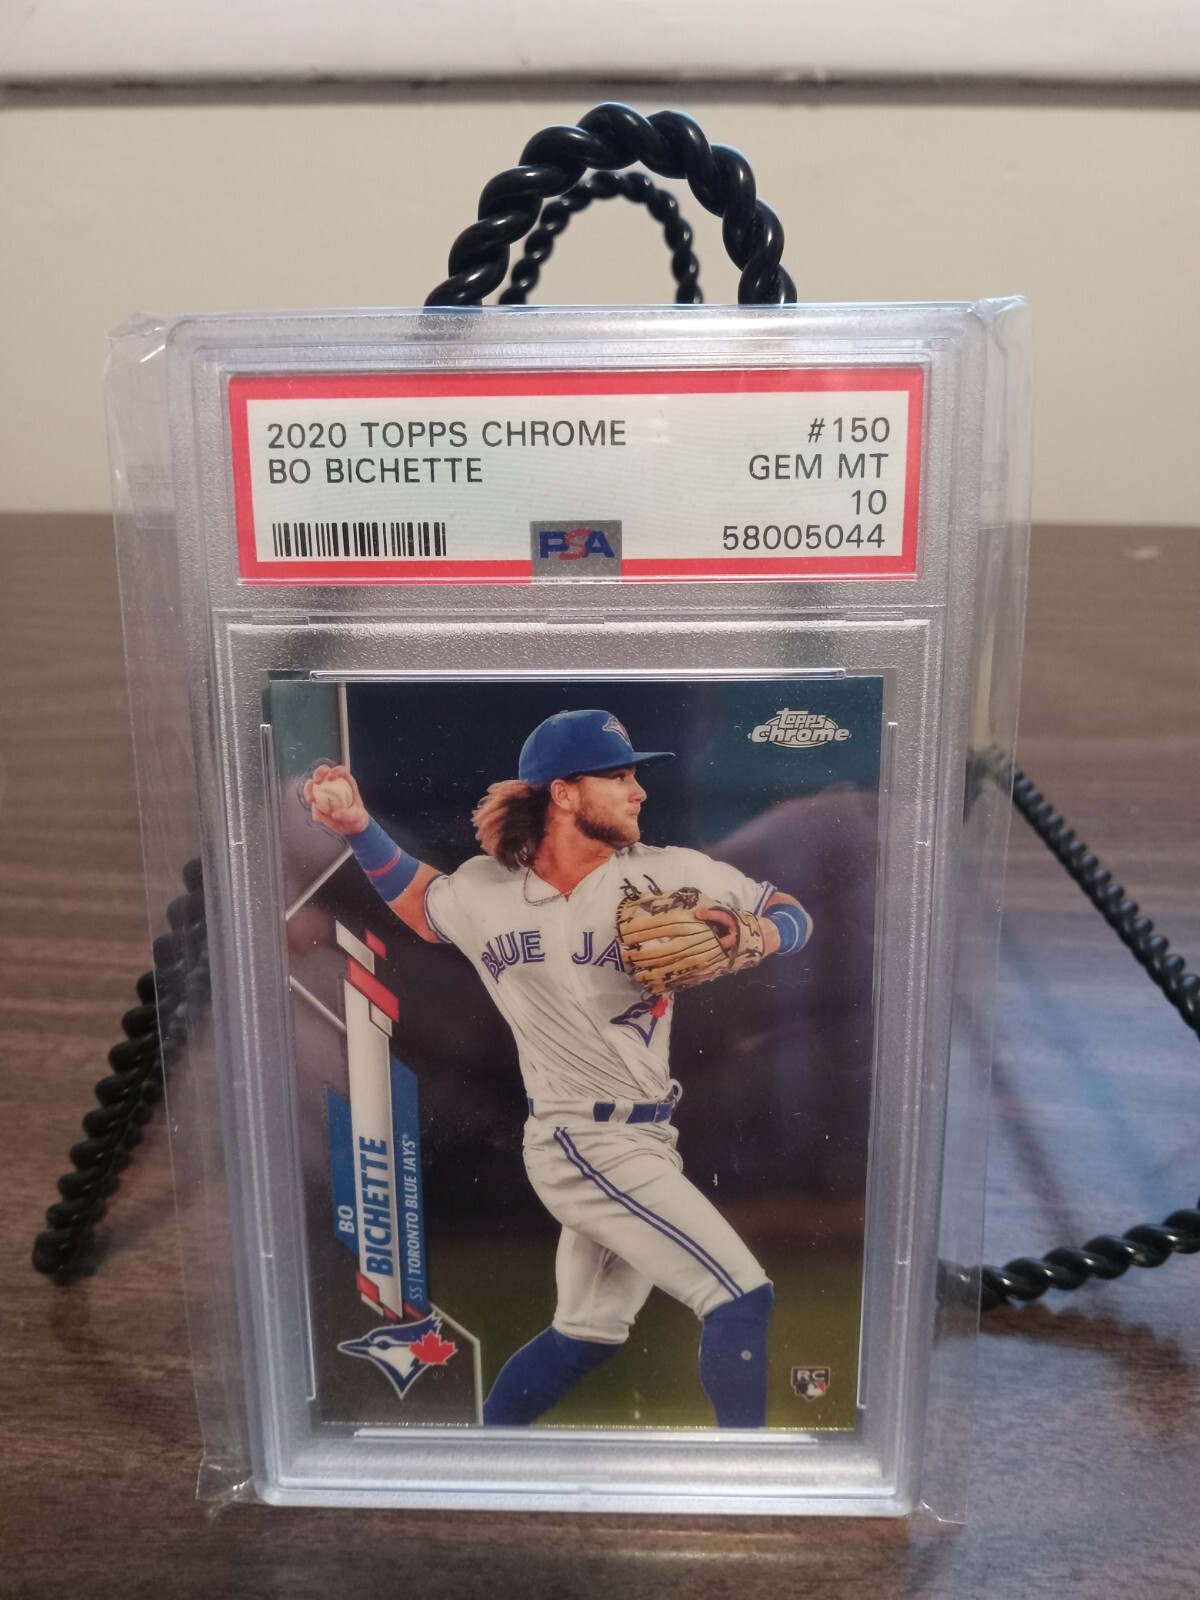 2020 TOPPS CHROME #150
BO BICHETTE GEM MT
10
PSA 58005044
Topps
Chrome
BLUE JA
BO
BICHETTE
SS | TORONTO BLUE JAYS®
RC